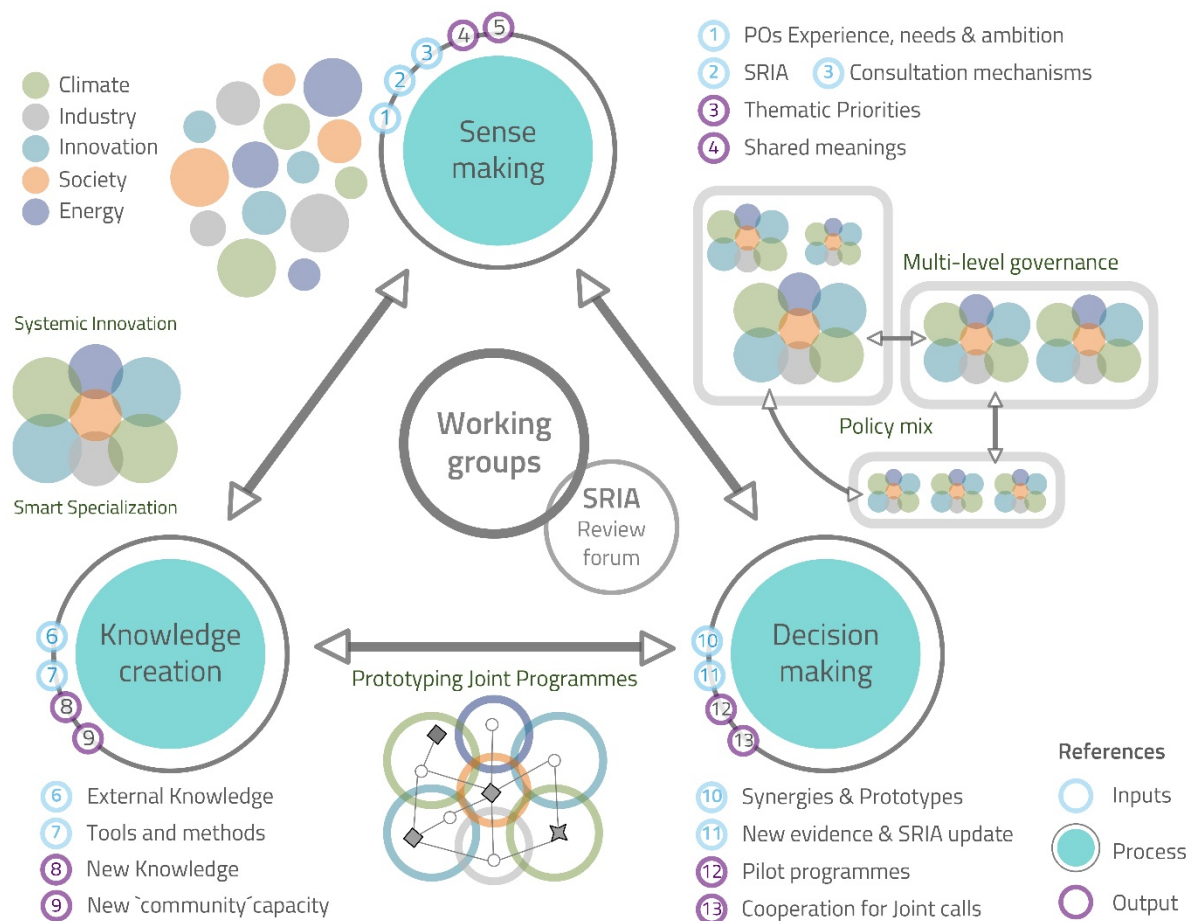 Climate
Industry
Innovation
Society
Energy
1
2
3
4
5
Sense
making
1 POs Experience, needs & ambition
2 SRIA 3 Consultation mechanisms
3 Thematic Priorities
4 Shared meanings
Multi-level governance
Policy mix
Systemic Innovation
Smart Specialization
Working
groups
SRIA
Review
forum
6
7
8
9
Knowledge
creation
Prototyping Joint Programmes
10
11
12
13
Decision
making
6 External Knowledge
7 Tools and methods
8 New Knowledge
9 New `community´capacity
10 Synergies & Prototypes
11 New evidence & SRIA update
12 Pilot programmes
13 Cooperation for Joint calls
References
Inputs
Process
Output